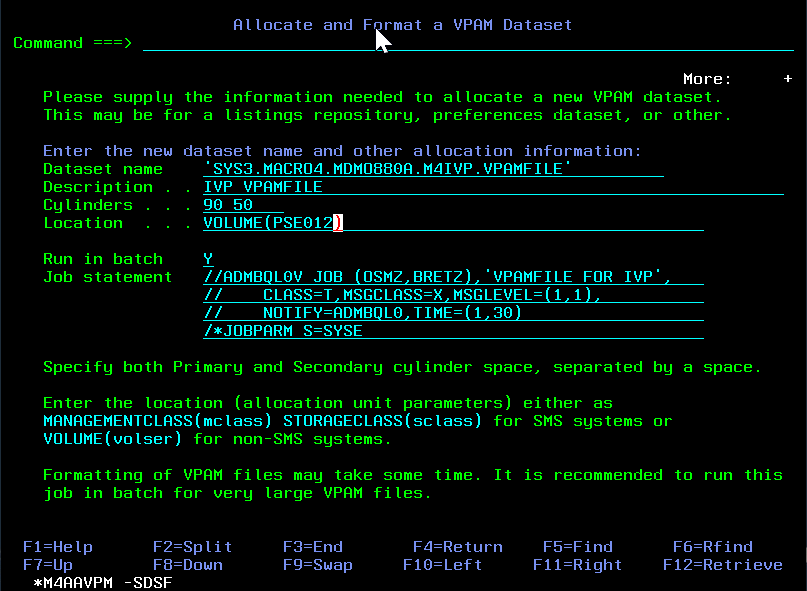 Allocate and Format a VPAM Dataset
Command ===>
More:     +
Please supply the information needed to allocate a new VPAM dataset.
This may be for a listings repository, preferences dataset, or other.
Enter the new dataset name and other allocation information:
Dataset name    'SYS3.MACRO4.MDMO880A.M4IVP.VPAMFILE'
Description . . IVP VPAMFILE
Cylinders . . . 90 50
Location  . . . VOLUME(PSE012)
Run in batch    Y
Job statement   //ADMBQL0V JOB (OSMZ,BRETZ),'VPAMFILE FOR IVP',
//    CLASS=T,MSGCLASS=X,MSGLEVEL=(1,1),
//    NOTIFY=ADMBQL0,TIME=(1,30)
/*JOBPARM S=SYSE
Specify both Primary and Secondary cylinder space, separated by a space.
Enter the location (allocation unit parameters) either as
MANAGEMENTCLASS(mclass) STORAGECLASS(sclass) for SMS systems or
VOLUME(volser) for non-SMS systems.
Formatting of VPAM files may take some time. It is recommended to run this
job in batch for very large VPAM files.
F1=Help      F2=Split     F3=End       F4=Return    F5=Find      F6=Rfind
F7=Up        F8=Down      F9=Swap     F10=Left     F11=Right    F12=Retrieve
*M4AAVPM -SDSF